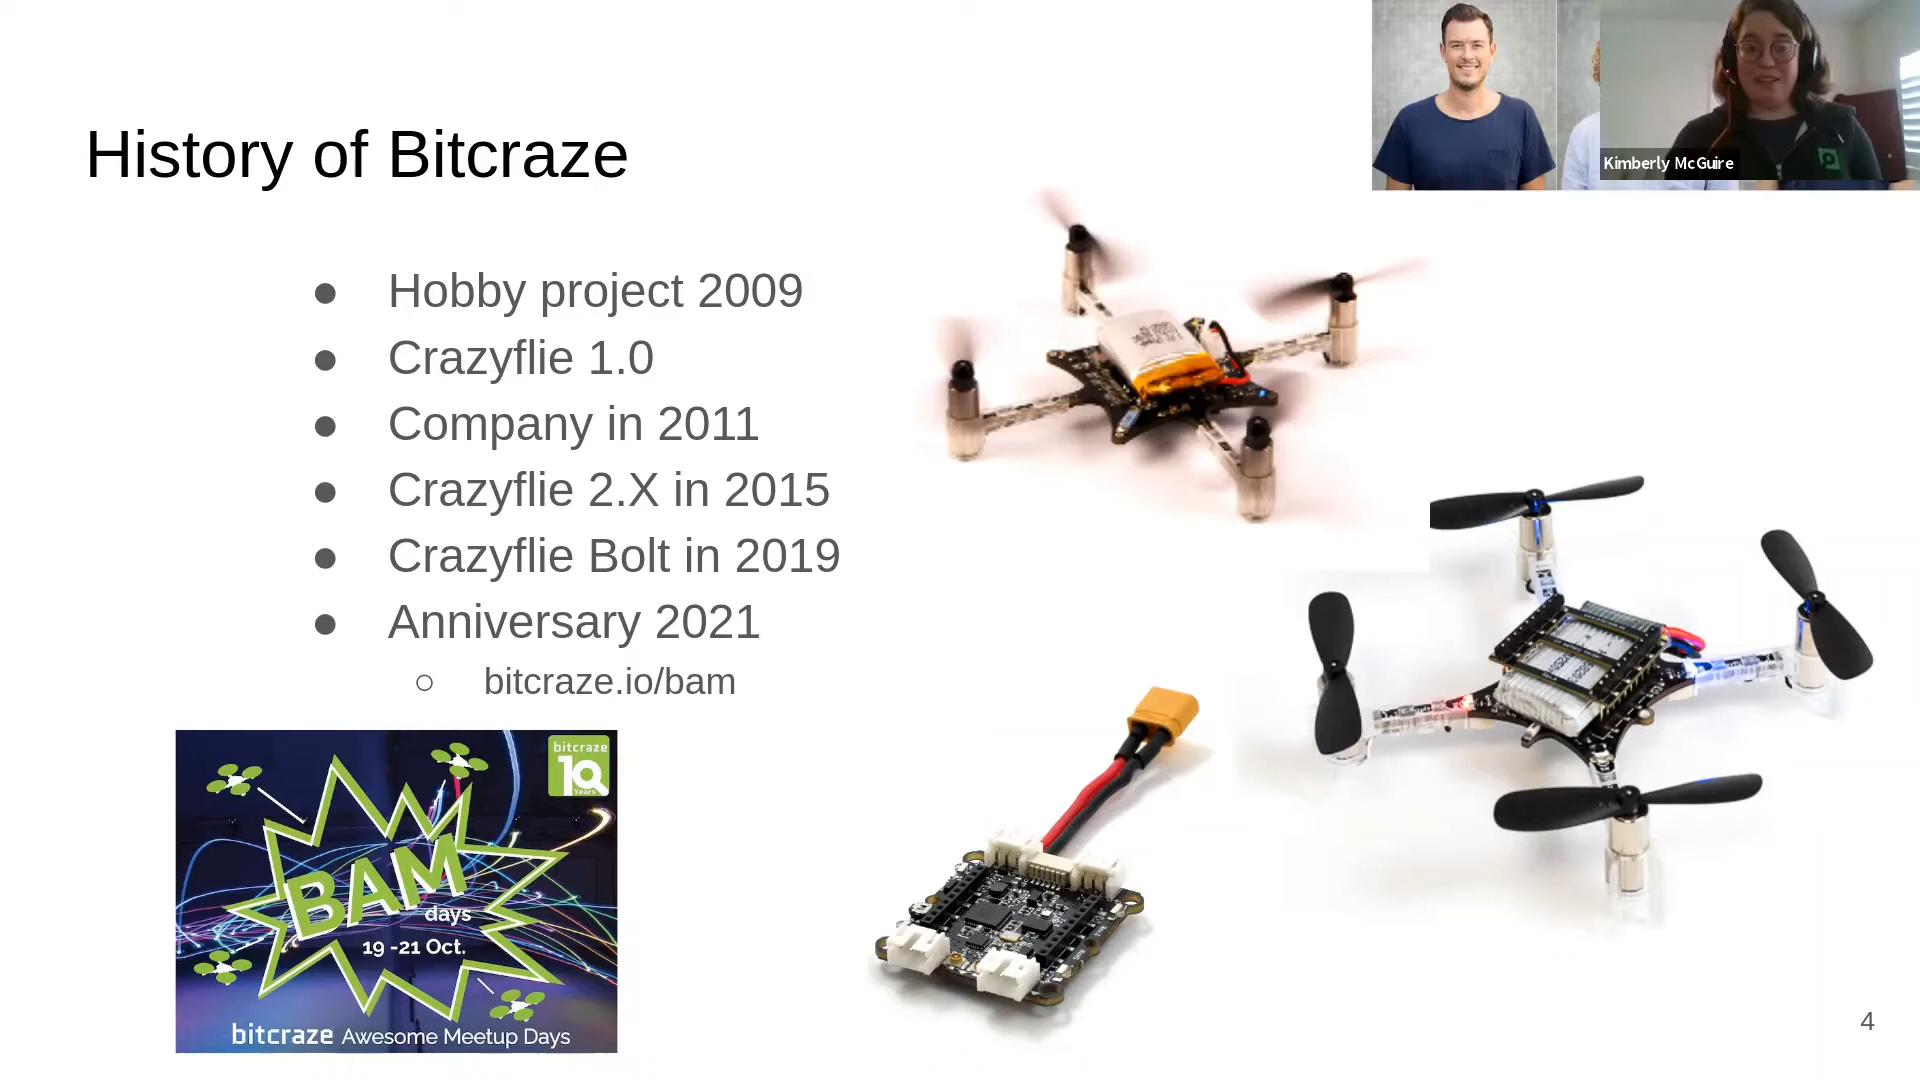 Kimberly McGuire
History of Bitcraze
Hobby project 2009
Crazyflie 1.0
Company in 2011
Crazyflie 2.X in 2015
Crazyflie Bolt in 2019
Anniversary 2021
bitcraze.io/bam
bitcraze
10
Years
BAM
days
19 -21 Oct.
bitcraze Awesome Meetup Days
4